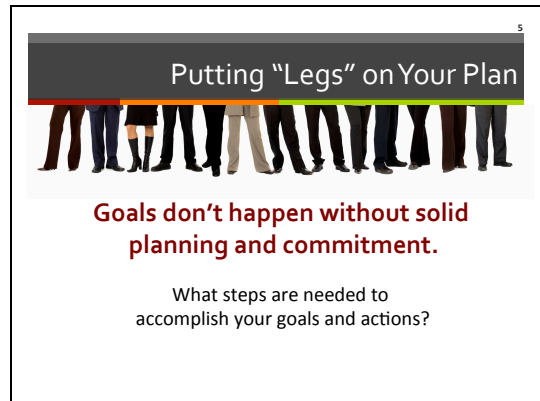 5
Putting “Legs” on Your Plan
Goals don’t happen without solid
planning and commitment.
What steps are needed to
accomplish your goals and actions?